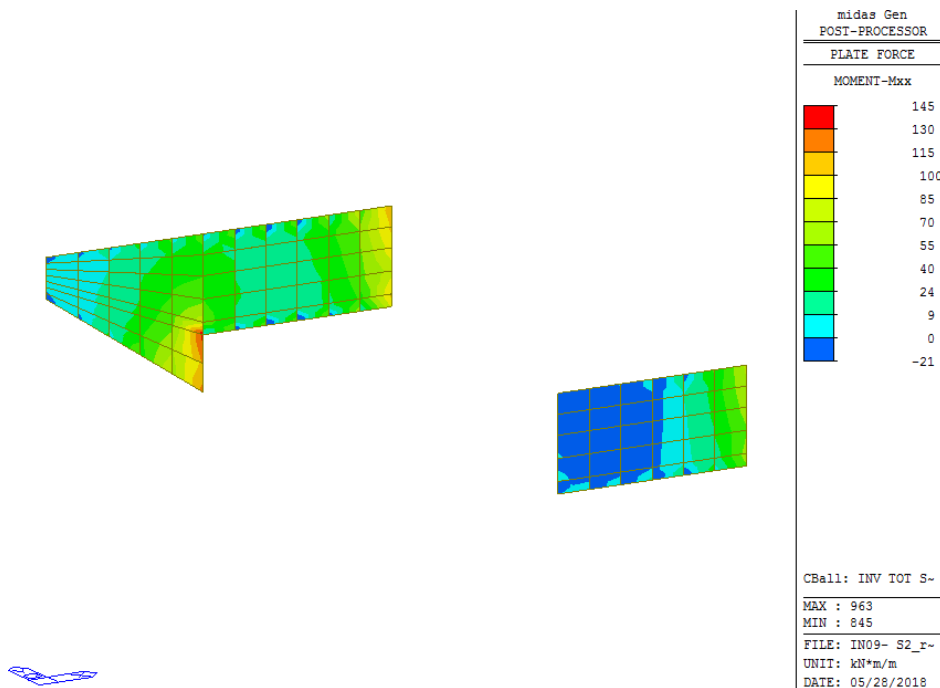 midas Gen
POST-PROCESSOR
PLATE FORCE
MOMENT-Mxx
145
130
115
100
85
70
55
40
24
9
0
-21
CBall: INV TOT S~
MAX : 963
MIN : 845
FILE: IN09- S2_r~
UNIT: kN*m/m
DATE: 05/28/2018